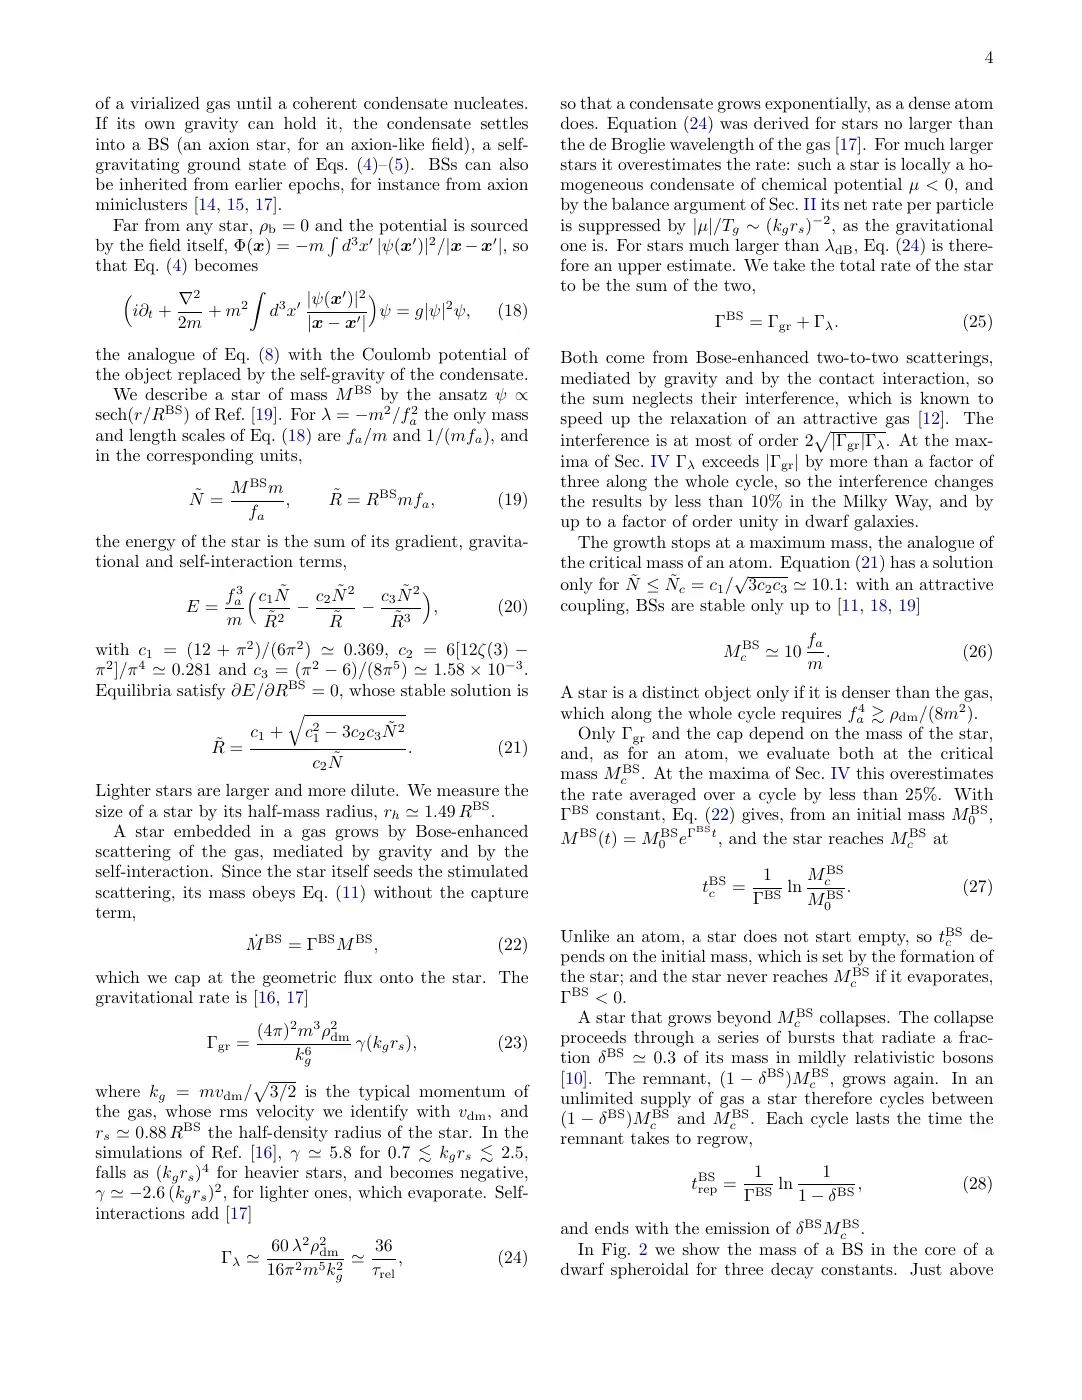 4
of a virialized gas until a coherent condensate nucleates.
If its own gravity can hold it, the condensate settles
into a BS (an axion star, for an axion-like field), a self-
gravitating ground state of Eqs. (4)–(5). BSs can also
be inherited from earlier epochs, for instance from axion
miniclusters [14, 15, 17].
Far from any star, ρ_b = 0 and the potential is sourced
by the field itself, Φ(x) = −m ∫ d³x′ |ψ(x′)|²/|x − x′|, so
that Eq. (4) becomes
(i∂_t + ∇²/2m + m² ∫ d³x′ |ψ(x′)|²/|x − x′|)ψ = g|ψ|²ψ, (18)
the analogue of Eq. (8) with the Coulomb potential of
the object replaced by the self-gravity of the condensate.
We describe a star of mass M^BS by the ansatz ψ ∝
sech(r/R^BS) of Ref. [19]. For λ = −m²/f_a² the only mass
and length scales of Eq. (18) are f_a/m and 1/(mf_a), and
in the corresponding units,
Ñ = M^BS m/f_a, R̃ = R^BS mf_a, (19)
the energy of the star is the sum of its gradient, gravita-
tional and self-interaction terms,
E = f_a³/m (c₁Ñ/R̃² − c₂Ñ²/R̃ − c₃Ñ²/R̃³), (20)
with c₁ = (12 + π²)/(6π²) ≃ 0.369, c₂ = 6[12ζ(3) −
π²]/π⁴ ≃ 0.281 and c₃ = (π² − 6)/(8π⁵) ≃ 1.58 × 10⁻³.
Equilibria satisfy ∂E/∂R^BS = 0, whose stable solution is
R̃ = (c₁ + √(c₁² − 3c₂c₃Ñ²))/(c₂Ñ). (21)
Lighter stars are larger and more dilute. We measure the
size of a star by its half-mass radius, r_h ≃ 1.49 R^BS.
A star embedded in a gas grows by Bose-enhanced
scattering of the gas, mediated by gravity and by the
self-interaction. Since the star itself seeds the stimulated
scattering, its mass obeys Eq. (11) without the capture
term,
Ṁ^BS = Γ^BS M^BS, (22)
which we cap at the geometric flux onto the star. The
gravitational rate is [16, 17]
Γ_gr = (4π)²m³ρ_dm²/k_g⁶ γ(k_g r_s), (23)
where k_g = mv_dm/√(3/2) is the typical momentum of
the gas, whose rms velocity we identify with v_dm, and
r_s ≃ 0.88 R^BS the half-density radius of the star. In the
simulations of Ref. [16], γ ≃ 5.8 for 0.7 ≲ k_g r_s ≲ 2.5,
falls as (k_g r_s)⁴ for heavier stars, and becomes negative,
γ ≃ −2.6 (k_g r_s)², for lighter ones, which evaporate. Self-
interactions add [17]
Γ_λ ≃ 60 λ²ρ_dm²/(16π²m⁵k_g²) ≃ 36/τ_rel, (24)
so that a condensate grows exponentially, as a dense atom
does. Equation (24) was derived for stars no larger than
the de Broglie wavelength of the gas [17]. For much larger
stars it overestimates the rate: such a star is locally a ho-
mogeneous condensate of chemical potential μ < 0, and
by the balance argument of Sec. II its net rate per particle
is suppressed by |μ|/T_g ∼ (k_g r_s)⁻², as the gravitational
one is. For stars much larger than λ_dB, Eq. (24) is there-
fore an upper estimate. We take the total rate of the star
to be the sum of the two,
Γ^BS = Γ_gr + Γ_λ. (25)
Both come from Bose-enhanced two-to-two scatterings,
mediated by gravity and by the contact interaction, so
the sum neglects their interference, which is known to
speed up the relaxation of an attractive gas [12]. The
interference is at most of order 2√(|Γ_gr|Γ_λ). At the max-
ima of Sec. IV Γ_λ exceeds |Γ_gr| by more than a factor of
three along the whole cycle, so the interference changes
the results by less than 10% in the Milky Way, and by
up to a factor of order unity in dwarf galaxies.
The growth stops at a maximum mass, the analogue of
the critical mass of an atom. Equation (21) has a solution
only for Ñ ≤ Ñ_c = c₁/√(3c₂c₃) ≃ 10.1: with an attractive
coupling, BSs are stable only up to [11, 18, 19]
M_c^BS ≃ 10 f_a/m. (26)
A star is a distinct object only if it is denser than the gas,
which along the whole cycle requires f_a⁴ ≳ ρ_dm/(8m²).
Only Γ_gr and the cap depend on the mass of the star,
and, as for an atom, we evaluate both at the critical
mass M_c^BS. At the maxima of Sec. IV this overestimates
the rate averaged over a cycle by less than 25%. With
Γ^BS constant, Eq. (22) gives, from an initial mass M_0^BS,
M^BS(t) = M_0^BS e^{Γ^BS t}, and the star reaches M_c^BS at
t_c^BS = 1/Γ^BS ln M_c^BS/M_0^BS. (27)
Unlike an atom, a star does not start empty, so t_c^BS de-
pends on the initial mass, which is set by the formation of
the star; and the star never reaches M_c^BS if it evaporates,
Γ^BS < 0.
A star that grows beyond M_c^BS collapses. The collapse
proceeds through a series of bursts that radiate a frac-
tion δ^BS ≃ 0.3 of its mass in mildly relativistic bosons
[10]. The remnant, (1 − δ^BS)M_c^BS, grows again. In an
unlimited supply of gas a star therefore cycles between
(1 − δ^BS)M_c^BS and M_c^BS. Each cycle lasts the time the
remnant takes to regrow,
t_rep^BS = 1/Γ^BS ln 1/(1 − δ^BS), (28)
and ends with the emission of δ^BS M_c^BS.
In Fig. 2 we show the mass of a BS in the core of a
dwarf spheroidal for three decay constants. Just above